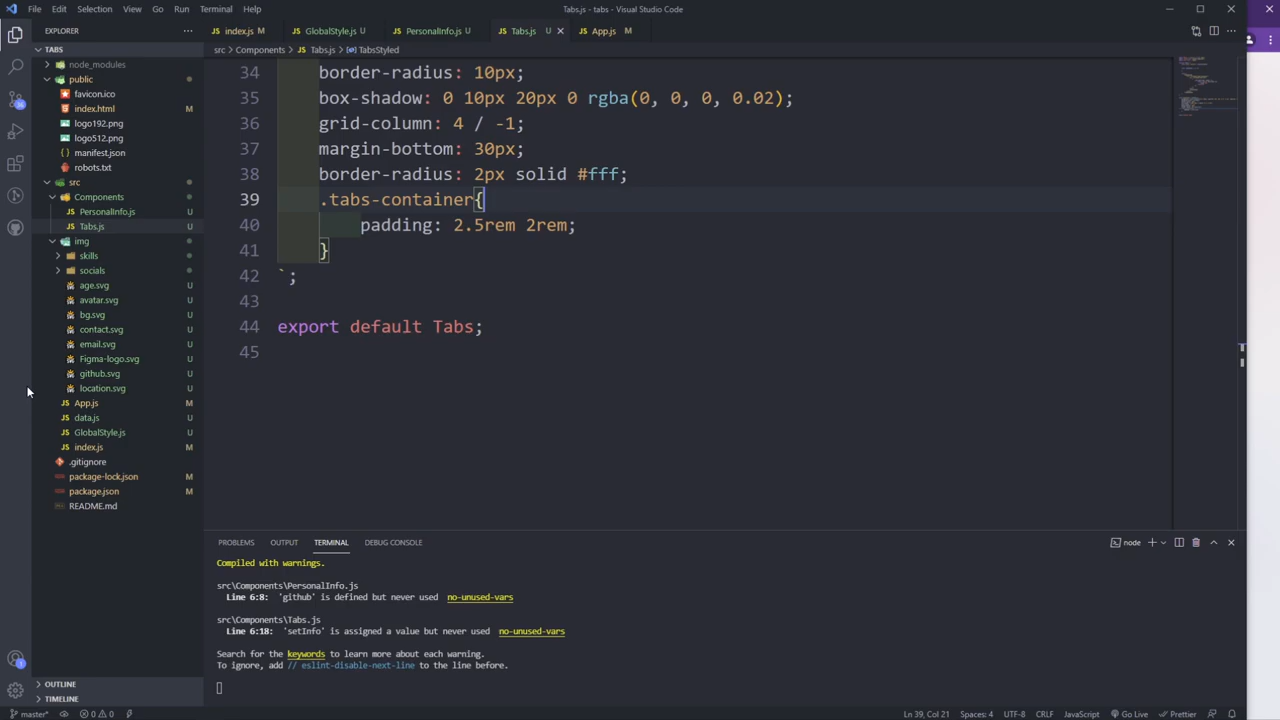 File Edit Selection View Go Run Terminal Help
Tabs.js - tabs - Visual Studio Code
EXPLORER
TABS
node_modules
public
favicon.ico
index.html M
logo192.png
logo512.png
manifest.json
robots.txt
src
Components
PersonalInfo.js U
Tabs.js U
img
skills
socials
age.svg U
avatar.svg U
bg.svg U
contact.svg U
email.svg U
Figma-logo.svg U
github.svg U
location.svg U
App.js M
data.js U
GlobalStyle.js U
index.js M
.gitignore
package-lock.json M
package.json M
README.md
OUTLINE
TIMELINE
index.js M GlobalStyle.js U PersonalInfo.js U Tabs.js U App.js M
src > Components > Tabs.js > TabsStyled
34 border-radius: 10px;
35 box-shadow: 0 10px 20px 0 rgba(0, 0, 0, 0.02);
36 grid-column: 4 / -1;
37 margin-bottom: 30px;
38 border-radius: 2px solid #fff;
39 .tabs-container{
40 padding: 2.5rem 2rem;
41 }
42 `;
43
44 export default Tabs;
45
PROBLEMS OUTPUT TERMINAL DEBUG CONSOLE
node
Compiled with warnings.
src\Components\PersonalInfo.js
Line 6:8: 'github' is defined but never used no-unused-vars
src\Components\Tabs.js
Line 6:18: 'setInfo' is assigned a value but never used no-unused-vars
Search for the keywords to learn more about each warning.
To ignore, add // eslint-disable-next-line to the line before.
master* 0 0 Ln 39, Col 21 Spaces: 4 UTF-8 CRLF JavaScript Go Live Prettier